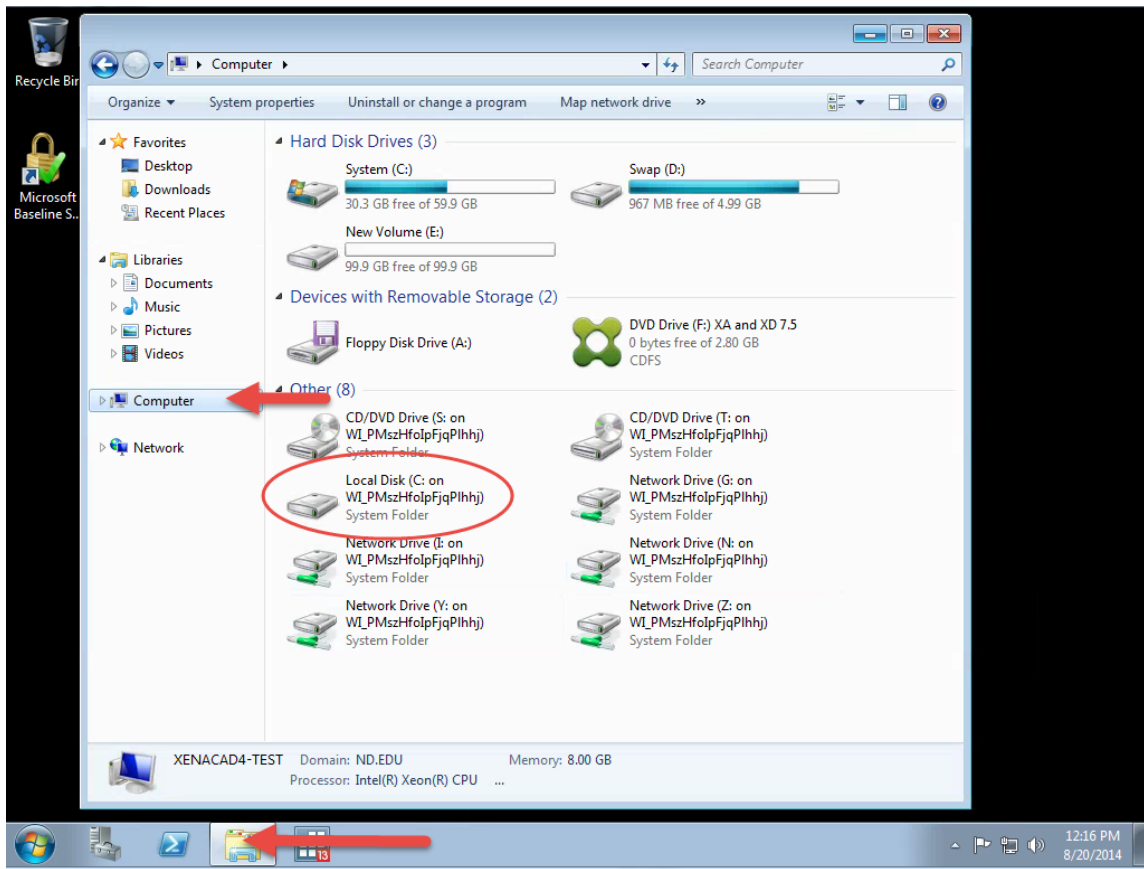 Recycle Bin
Microsoft
Baseline S...
Computer
Search Computer
Organize
System properties
Uninstall or change a program
Map network drive
»
Favorites
Desktop
Downloads
Recent Places
Libraries
Documents
Music
Pictures
Videos
Computer
Network
Hard Disk Drives (3)
System (C:)
30.3 GB free of 59.9 GB
Swap (D:)
967 MB free of 4.99 GB
New Volume (E:)
99.9 GB free of 99.9 GB
Devices with Removable Storage (2)
Floppy Disk Drive (A:)
DVD Drive (F:) XA and XD 7.5
0 bytes free of 2.80 GB
CDFS
Other (8)
CD/DVD Drive (S: on
WI_PMszHfoIpFjqPlhhj)
System Folder
CD/DVD Drive (T: on
WI_PMszHfoIpFjqPlhhj)
System Folder
Local Disk (C: on
WI_PMszHfoIpFjqPlhhj)
System Folder
Network Drive (G: on
WI_PMszHfoIpFjqPlhhj)
System Folder
Network Drive (I: on
WI_PMszHfoIpFjqPlhhj)
System Folder
Network Drive (N: on
WI_PMszHfoIpFjqPlhhj)
System Folder
Network Drive (Y: on
WI_PMszHfoIpFjqPlhhj)
System Folder
Network Drive (Z: on
WI_PMszHfoIpFjqPlhhj)
System Folder
XENACAD4-TEST Domain: ND.EDU Memory: 8.00 GB
Processor: Intel(R) Xeon(R) CPU ...
13
12:16 PM
8/20/2014